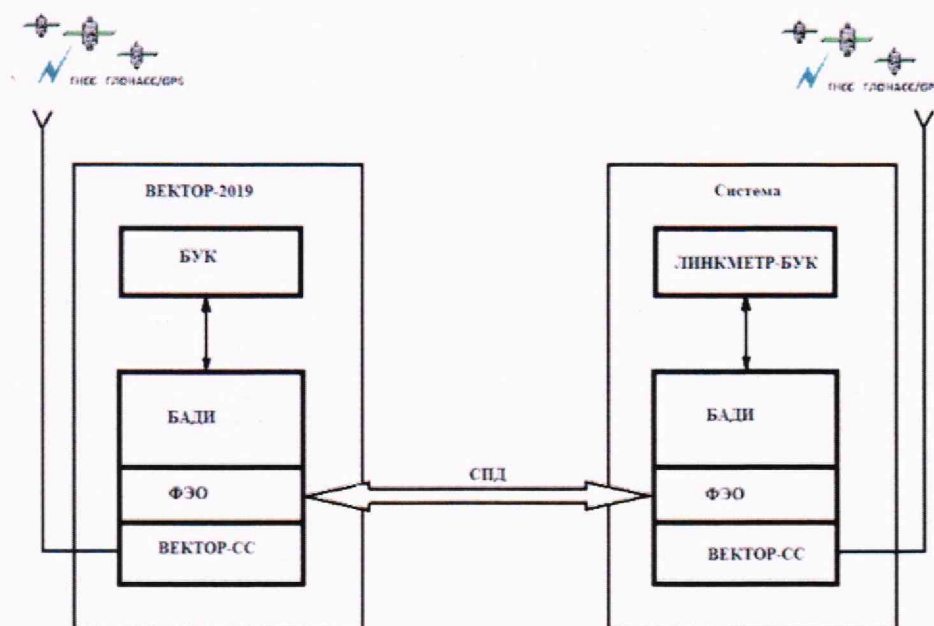 ГНСС ГЛОНАСС/GPS
ГНСС ГЛОНАСС/GPS
ВЕКТОР-2019
Система
БУК
ЛИНКМЕТР-БУК
БАДИ
БАДИ
СПД
ФЭО
ФЭО
ВЕКТОР-СС
ВЕКТОР-СС